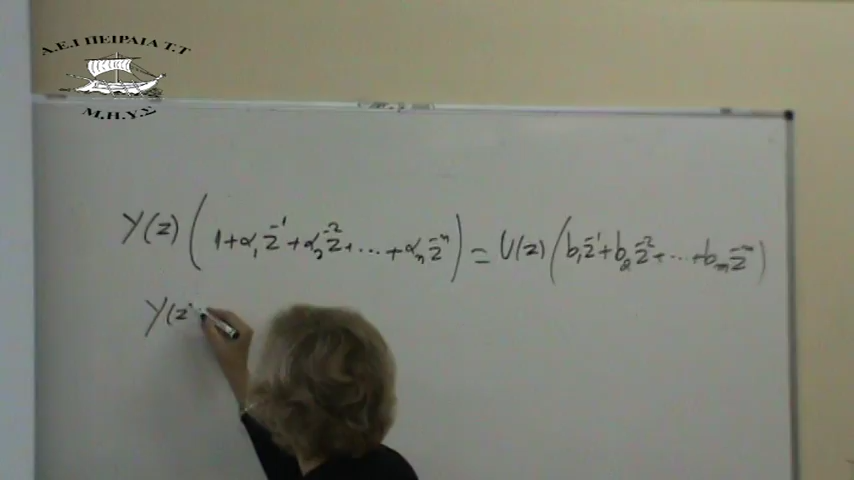 Α.Ε.Ι ΠΕΙΡΑΙΑ Τ.Τ
Μ.Η.Υ.Σ
Y(z) (1+α₁z⁻¹+α₂z⁻²+...+αₙz⁻ⁿ) = U(z) (b₁z⁻¹+b₂z⁻²+...+bₘz⁻ᵐ)
Y(z